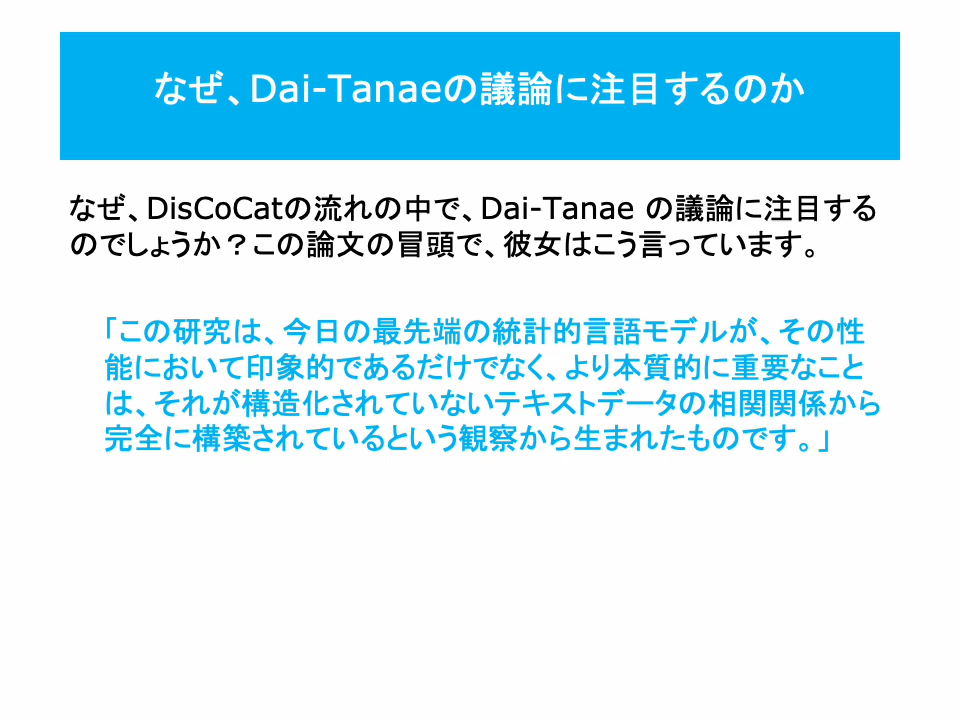 なぜ、Dai-Tanaeの議論に注目するのか
なぜ、DisCoCatの流れの中で、Dai-Tanae の議論に注目する
のでしょうか？この論文の冒頭で、彼女はこう言っています。
「この研究は、今日の最先端の統計的言語モデルが、その性
能において印象的であるだけでなく、より本質的に重要なこと
は、それが構造化されていないテキストデータの相関関係から
完全に構築されているという観察から生まれたものです。」